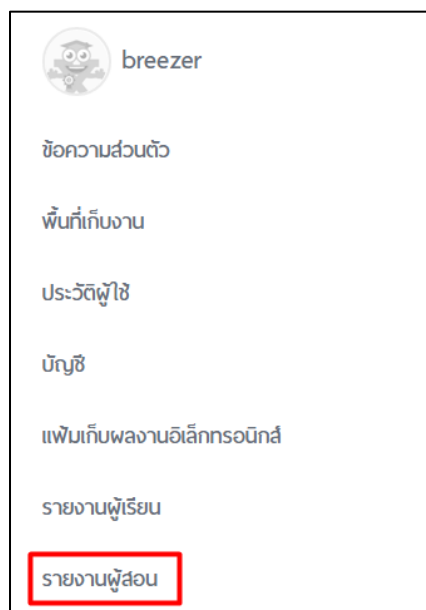 breezer
ข้อความส่วนตัว
พื้นที่เก็บงาน
ประวัติผู้ใช้
บัญชี
แฟ้มเก็บผลงานอิเล็กทรอนิกส์
รายงานผู้เรียน
รายงานผู้สอน